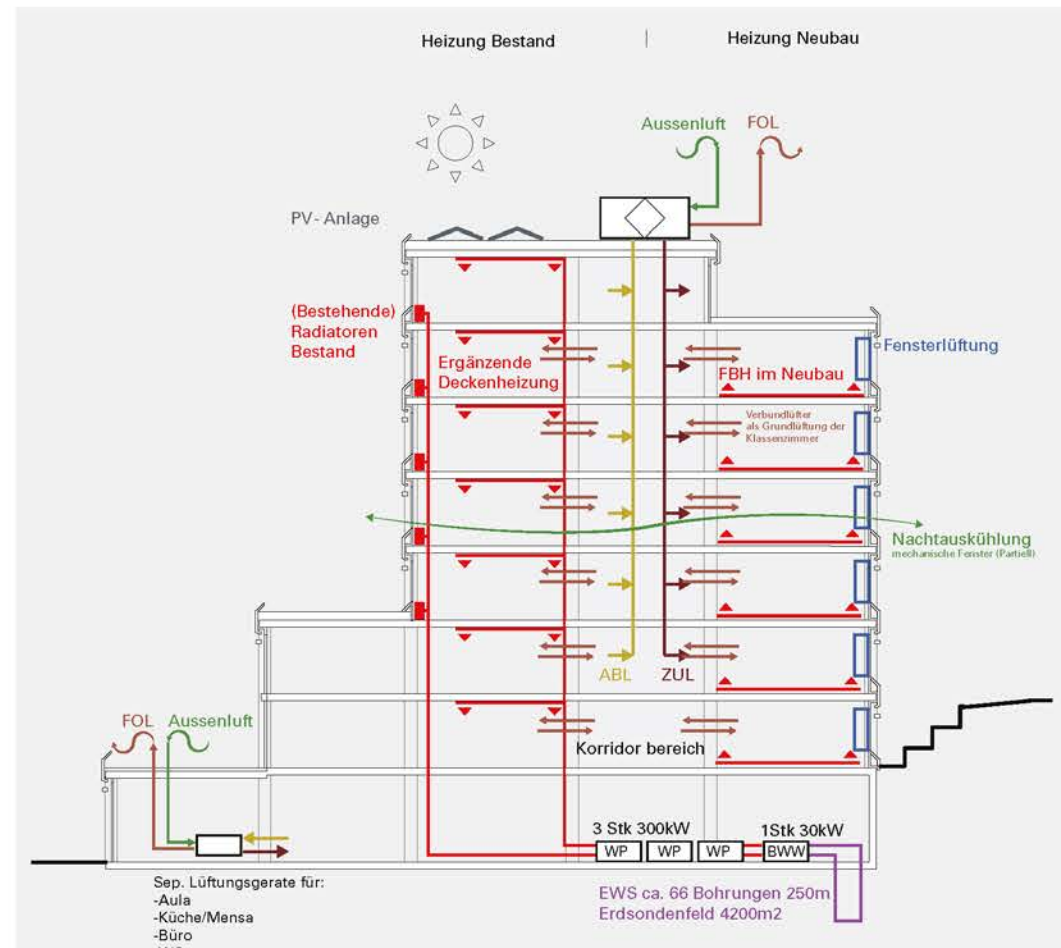 Heizung Bestand | Heizung Neubau
Aussenluft FOL
PV- Anlage
(Bestehende)
Radiatoren
Bestand
Ergänzende
Deckenheizung
FBH im Neubau
Fensterlüftung
Verbundlüfter
als Grundlüftung der
Klassenzimmer
Nachtauskühlung
mechanische Fenster (Partiell)
ABL ZUL
FOL Aussenluft
Korridor bereich
3 Stk 300kW 1Stk 30kW
WP WP WP BWW
EWS ca. 66 Bohrungen 250m
Erdsondenfeld 4200m2
Sep. Lüftungsgerate für:
-Aula
-Küche/Mensa
-Büro